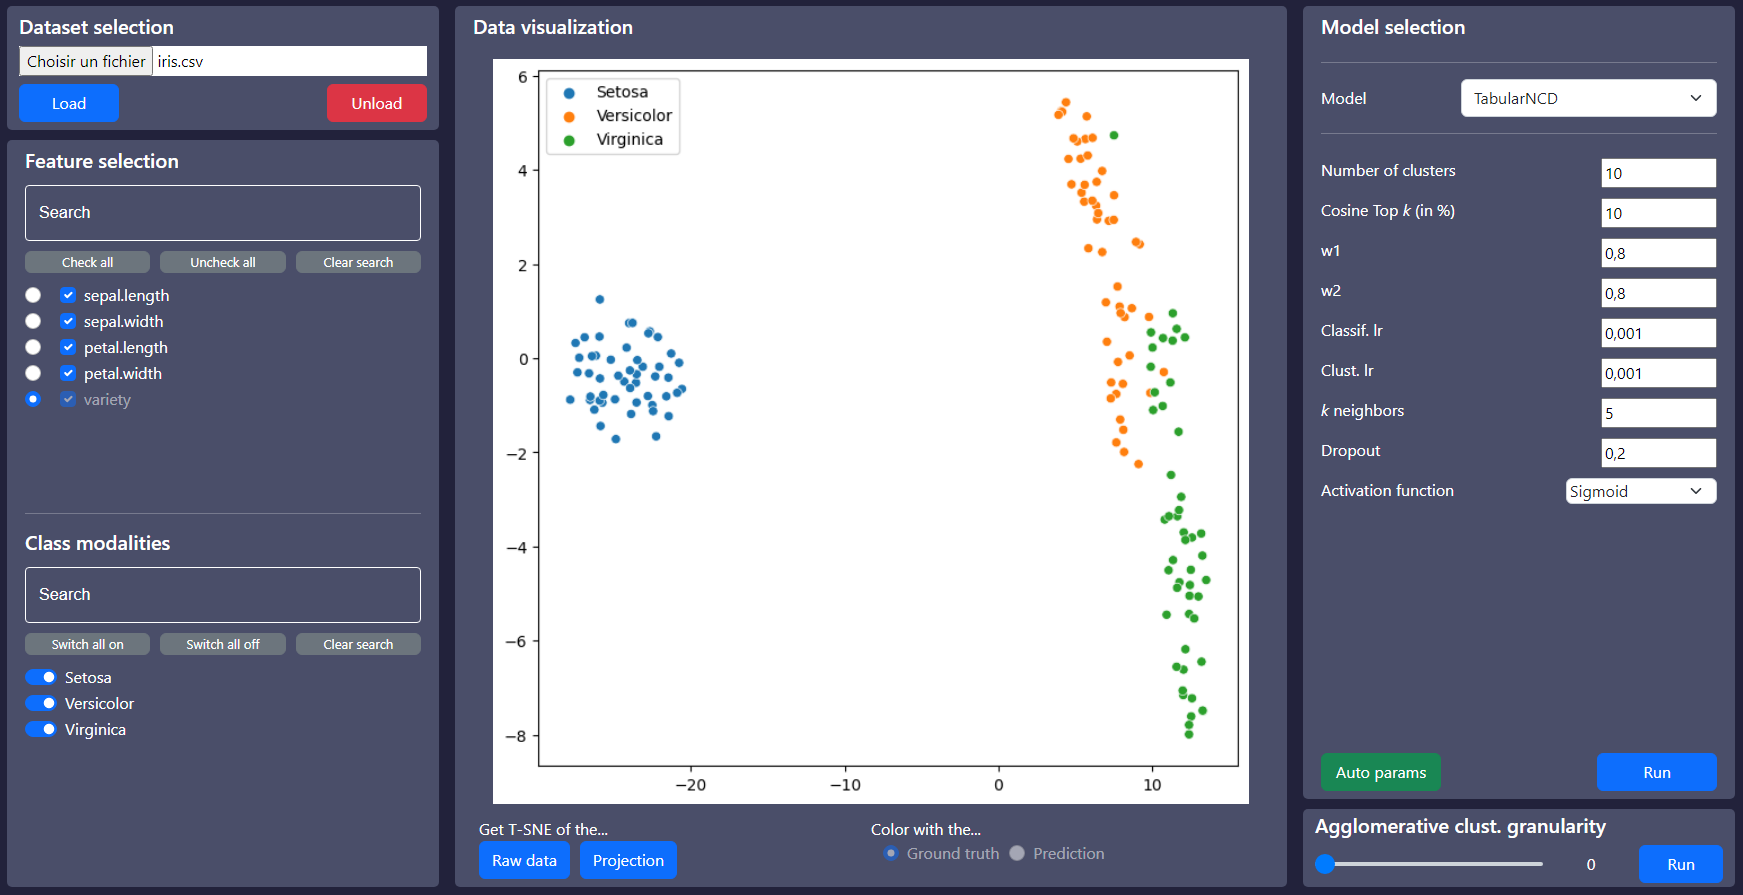 Dataset selection
Choisir un fichier iris.csv
Load Unload
Feature selection
Search
Check all Uncheck all Clear search
sepal.length
sepal.width
petal.length
petal.width
variety
Class modalities
Search
Switch all on Switch all off Clear search
Setosa
Versicolor
Virginica
Data visualization
Setosa
Versicolor
Virginica
6
4
2
0
−2
−4
−6
−8
−20 −10 0 10
Get T-SNE of the...
Raw data Projection
Color with the...
Ground truth Prediction
Model selection
Model TabularNCD
Number of clusters 10
Cosine Top k (in %) 10
w1 0,8
w2 0,8
Classif. lr 0,001
Clust. lr 0,001
k neighbors 5
Dropout 0,2
Activation function Sigmoid
Auto params Run
Agglomerative clust. granularity
0 Run